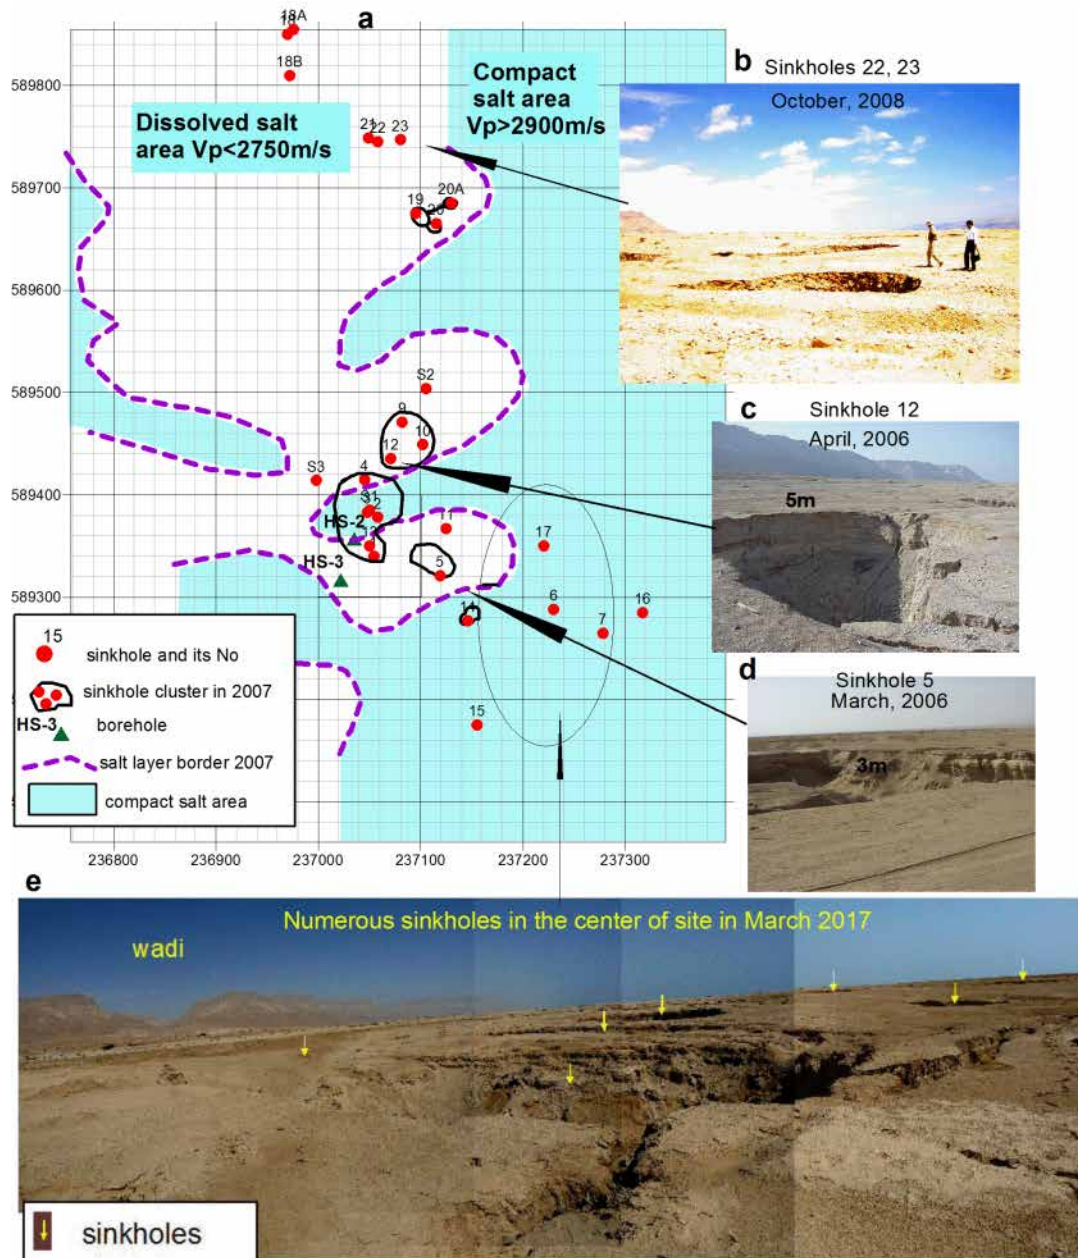 a
18A
18
18B
589800
Dissolved salt
area Vp<2750m/s
Compact
salt area
Vp>2900m/s
21
22
23
589700
19
20
20A
589600
589500
S2
9
10
12
589400
S3
4
S1
HS-2
11
17
HS-3
5
589300
6
16
7
14
15
15
sinkhole and its No
sinkhole cluster in 2007
HS-3
borehole
salt layer border 2007
compact salt area
236800
236900
237000
237100
237200
237300
b
Sinkholes 22, 23
October, 2008
c
Sinkhole 12
April, 2006
5m
d
Sinkhole 5
March, 2006
3m
e
Numerous sinkholes in the center of site in March 2017
wadi
sinkholes